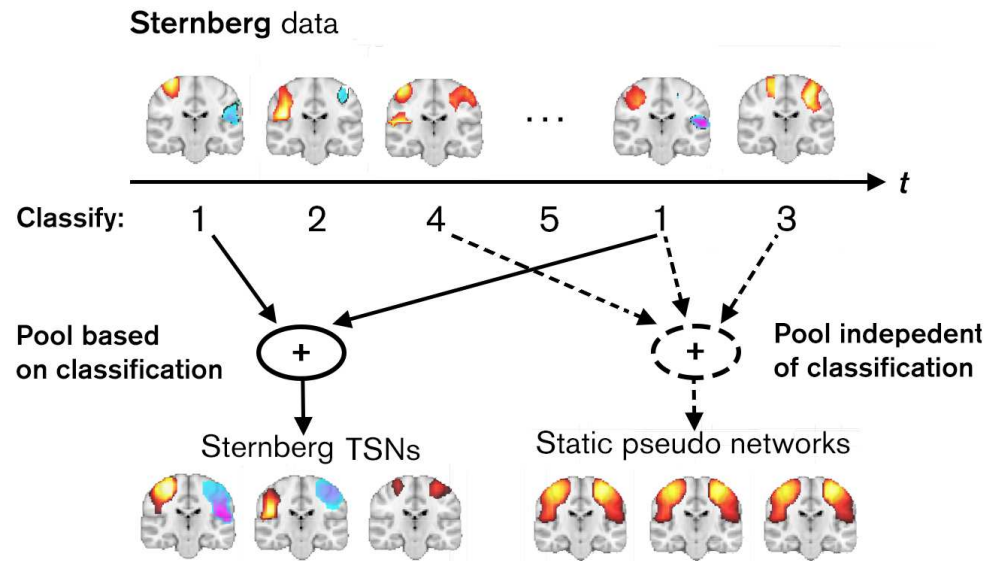 Sternberg data
...
t
Classify: 1 2 4 5 1 3
Pool based
on classification
+
+
Pool indepedent
of classification
Sternberg TSNs
Static pseudo networks